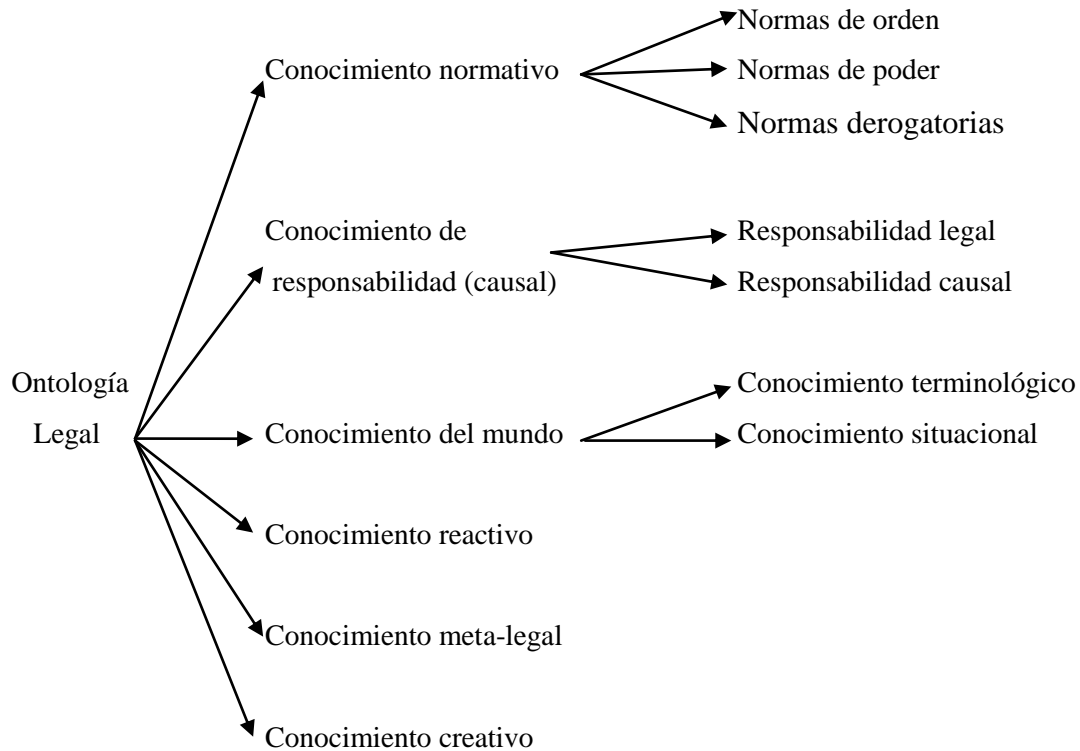 Normas de orden
Conocimiento normativo
Normas de poder
Normas derogatorias
Conocimiento de
responsabilidad (causal)
Responsabilidad legal
Responsabilidad causal
Ontología
Legal
Conocimiento del mundo
Conocimiento terminológico
Conocimiento situacional
Conocimiento reactivo
Conocimiento meta-legal
Conocimiento creativo